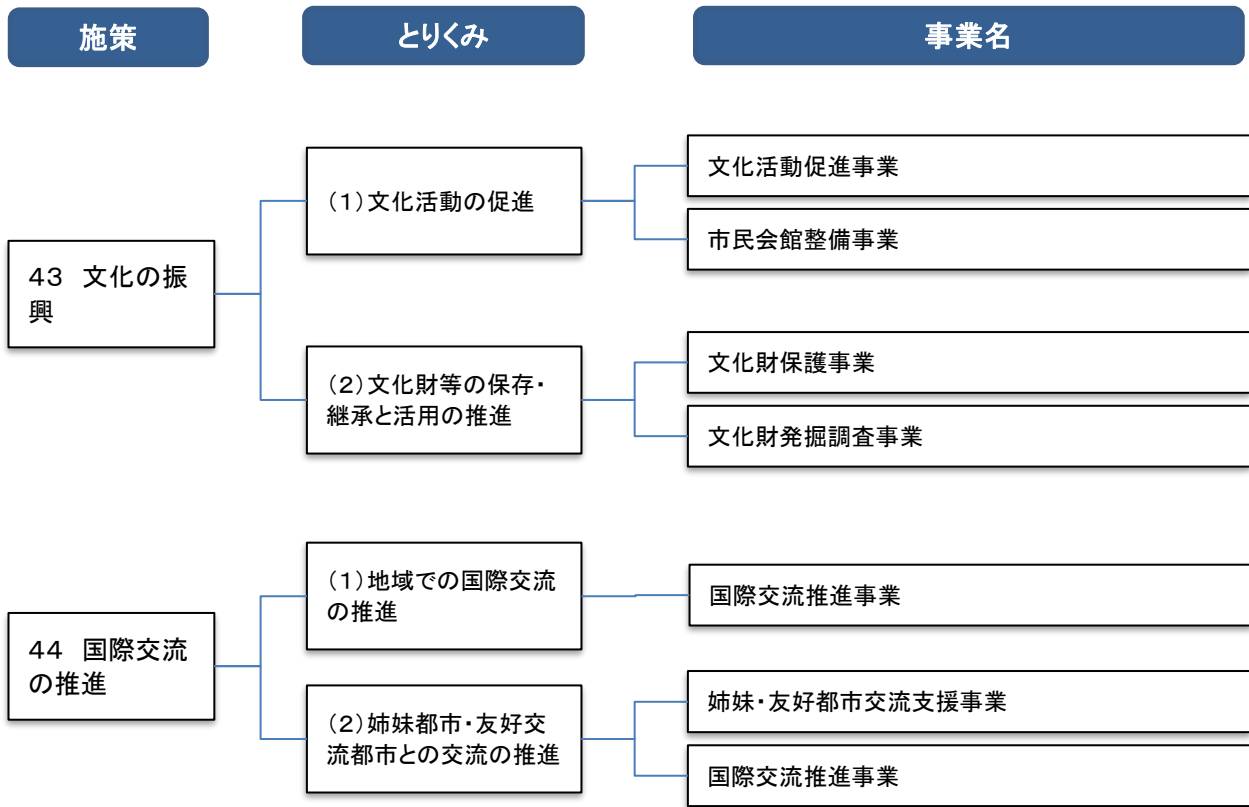 施策
とりくみ
事業名
43　文化の振
興
（1）文化活動の促進
文化活動促進事業
市民会館整備事業
（2）文化財等の保存・
継承と活用の推進
文化財保護事業
文化財発掘調査事業
44　国際交流
の推進
（1）地域での国際交流
の推進
国際交流推進事業
（2）姉妹都市・友好交
流都市との交流の推進
姉妹・友好都市交流支援事業
国際交流推進事業